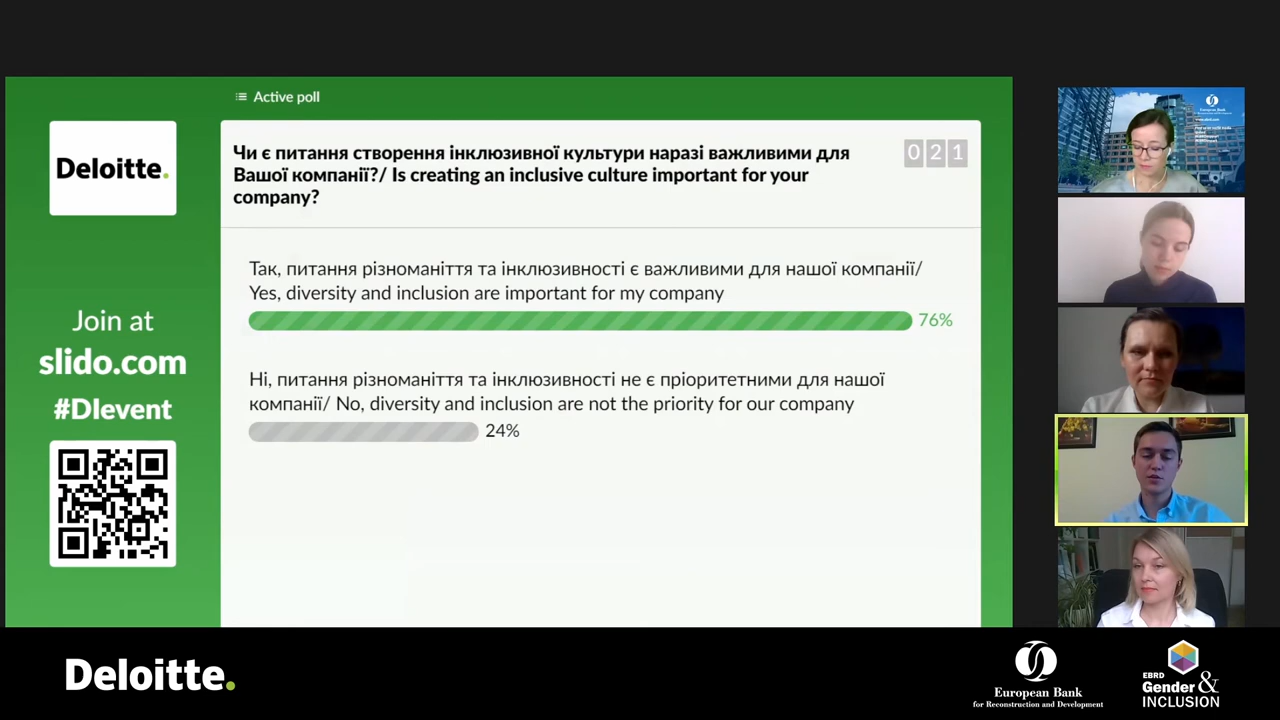 Active poll
Deloitte.
Чи є питання створення інклюзивної культури наразі важливими для
Вашої компанії?/ Is creating an inclusive culture important for your
company?
021
Так, питання різноманіття та інклюзивності є важливими для нашої компанії/
Yes, diversity and inclusion are important for my company
76%
Ні, питання різноманіття та інклюзивності не є пріоритетними для нашої
компанії/ No, diversity and inclusion are not the priority for our company
24%
Join at
slido.com
#DIevent
European Bank
Deloitte.
European Bank
for Reconstruction and Development
EBRD
Gender &
INCLUSION